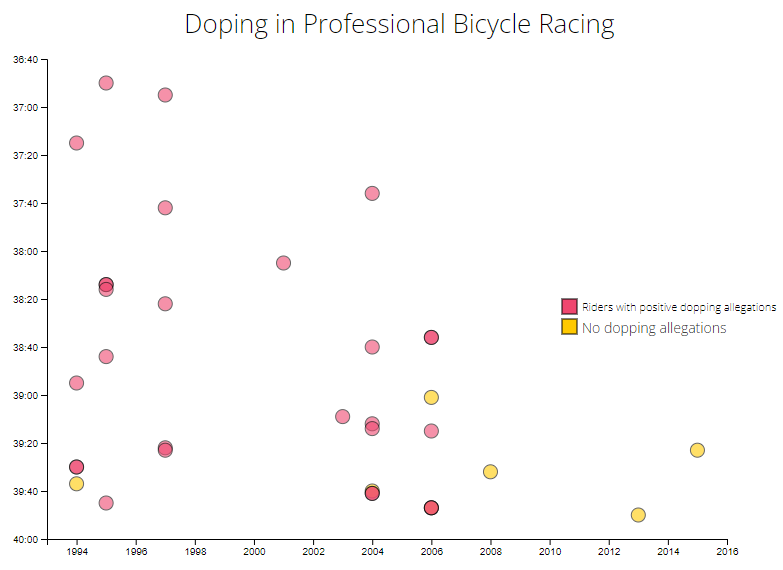 Doping in Professional Bicycle Racing
36:40
37:00
37:20
37:40
38:00
38:20
38:40
39:00
39:20
39:40
40:00
Riders with positive dopping allegations
No dopping allegations
1994 1996 1998 2000 2002 2004 2006 2008 2010 2012 2014 2016